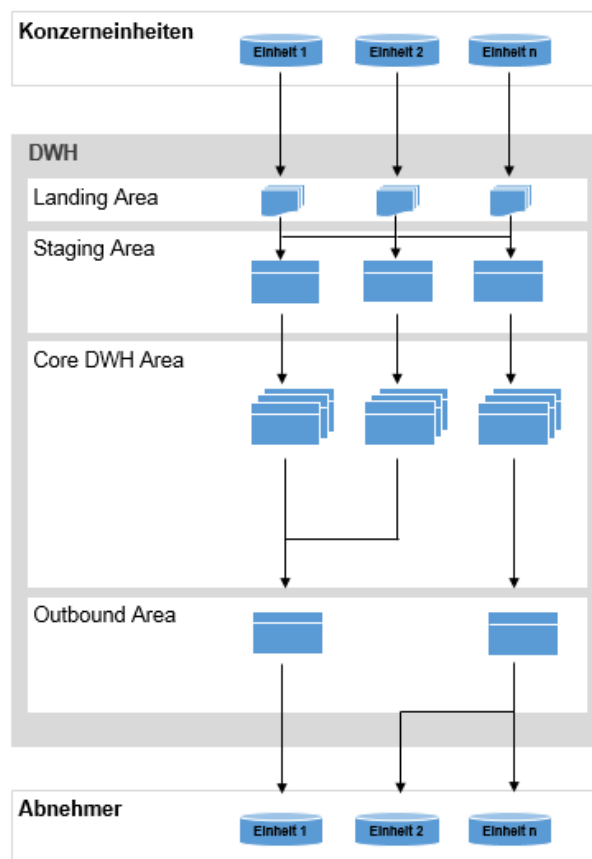 Konzerneinheiten
Einheit 1 Einheit 2 Einheit n
DWH
Landing Area
Staging Area
Core DWH Area
Outbound Area
Abnehmer
Einheit 1 Einheit 2 Einheit n